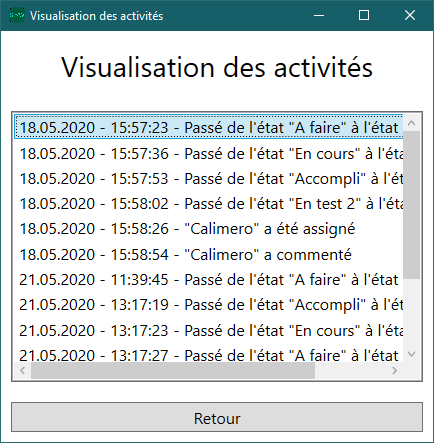 Visualisation des activités
Visualisation des activités
18.05.2020 - 15:57:23 - Passé de l'état "A faire" à l'état
18.05.2020 - 15:57:36 - Passé de l'état "En cours" à l'éta
18.05.2020 - 15:57:53 - Passé de l'état "Accompli" à l'éta
18.05.2020 - 15:58:02 - Passé de l'état "En test 2" à l'éta
18.05.2020 - 15:58:26 - "Calimero" a été assigné
18.05.2020 - 15:58:54 - "Calimero" a commenté
21.05.2020 - 11:39:45 - Passé de l'état "A faire" à l'état
21.05.2020 - 13:17:19 - Passé de l'état "Accompli" à l'éta
21.05.2020 - 13:17:23 - Passé de l'état "En cours" à l'éta
21.05.2020 - 13:17:27 - Passé de l'état "A faire" à l'état
Retour